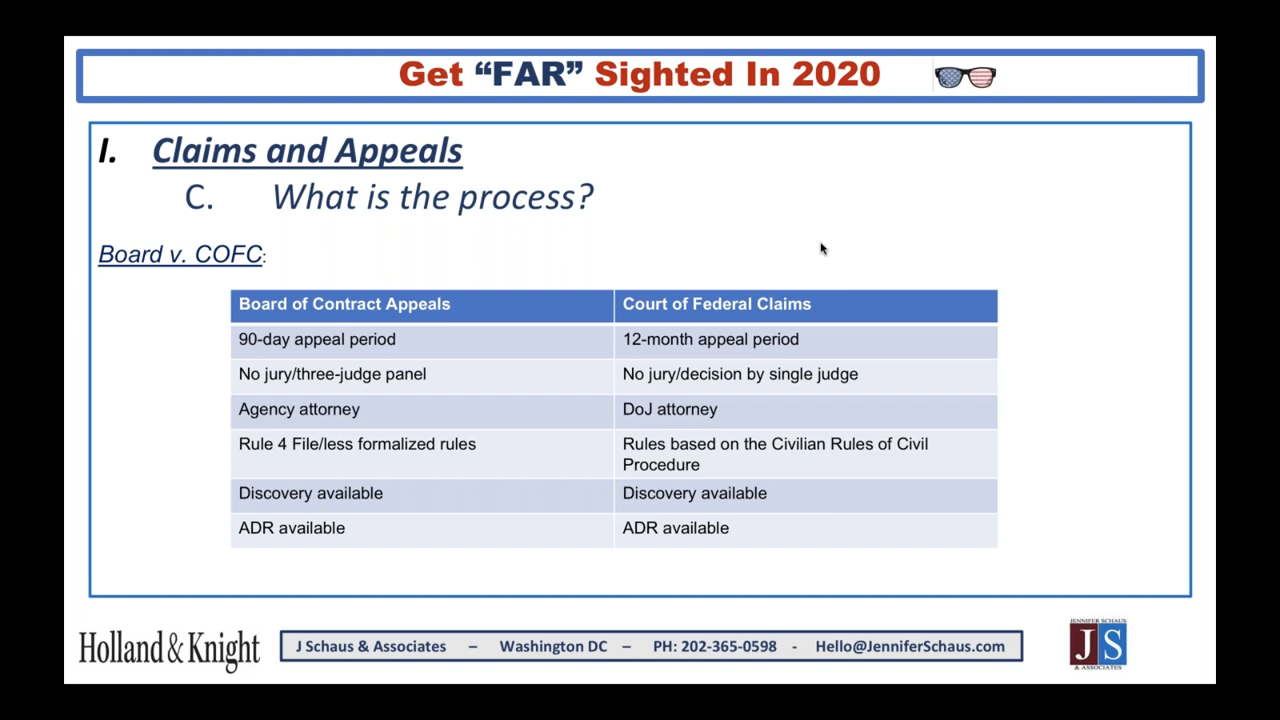 Get “FAR” Sighted In 2020
I. Claims and Appeals
C. What is the process?
Board v. COFC:
Board of Contract Appeals Court of Federal Claims
90-day appeal period 12-month appeal period
No jury/three-judge panel No jury/decision by single judge
Agency attorney DoJ attorney
Rule 4 File/less formalized rules Rules based on the Civilian Rules of Civil
Procedure
Discovery available Discovery available
ADR available ADR available
Holland & Knight
J Schaus & Associates – Washington DC – PH: 202-365-0598 - Hello@JenniferSchaus.com
JENNIFER SCHAUS
JS
& ASSOCIATES